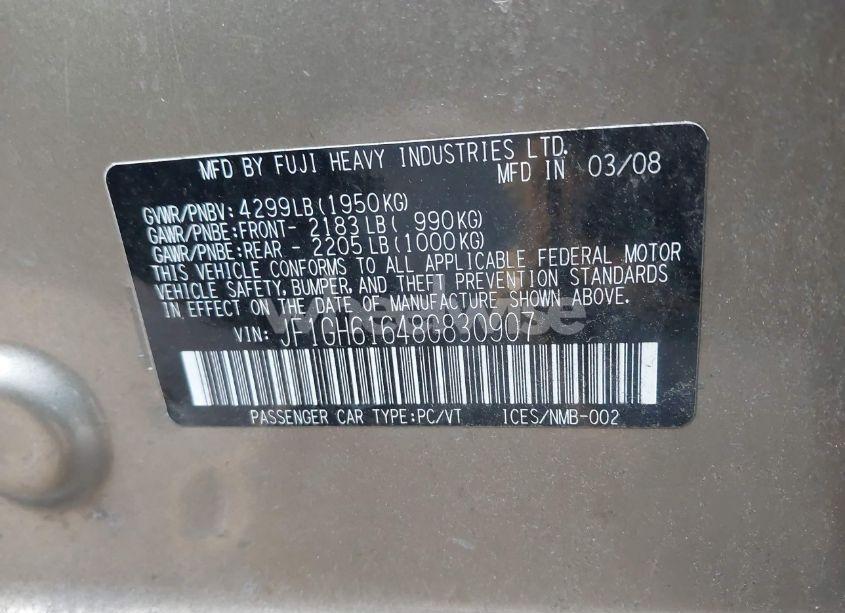 MFD BY FUJI HEAVY INDUSTRIES LTD.
MFD IN 03/08
GVWR/PNBV: 4299LB(1950KG)
GAWR/PNBE:FRONT- 2183LB( 990KG)
GAWR/PNBE:REAR - 2205LB(1000KG)
THIS VEHICLE CONFORMS TO ALL APPLICABLE FEDERAL MOTOR
VEHICLE SAFETY, BUMPER, AND THEFT PREVENTION STANDARDS
IN EFFECT ON THE DATE OF MANUFACTURE SHOWN ABOVE.
VIN: JF1GH61648G830907
PASSENGER CAR TYPE:PC/VT ICES/NMB-002